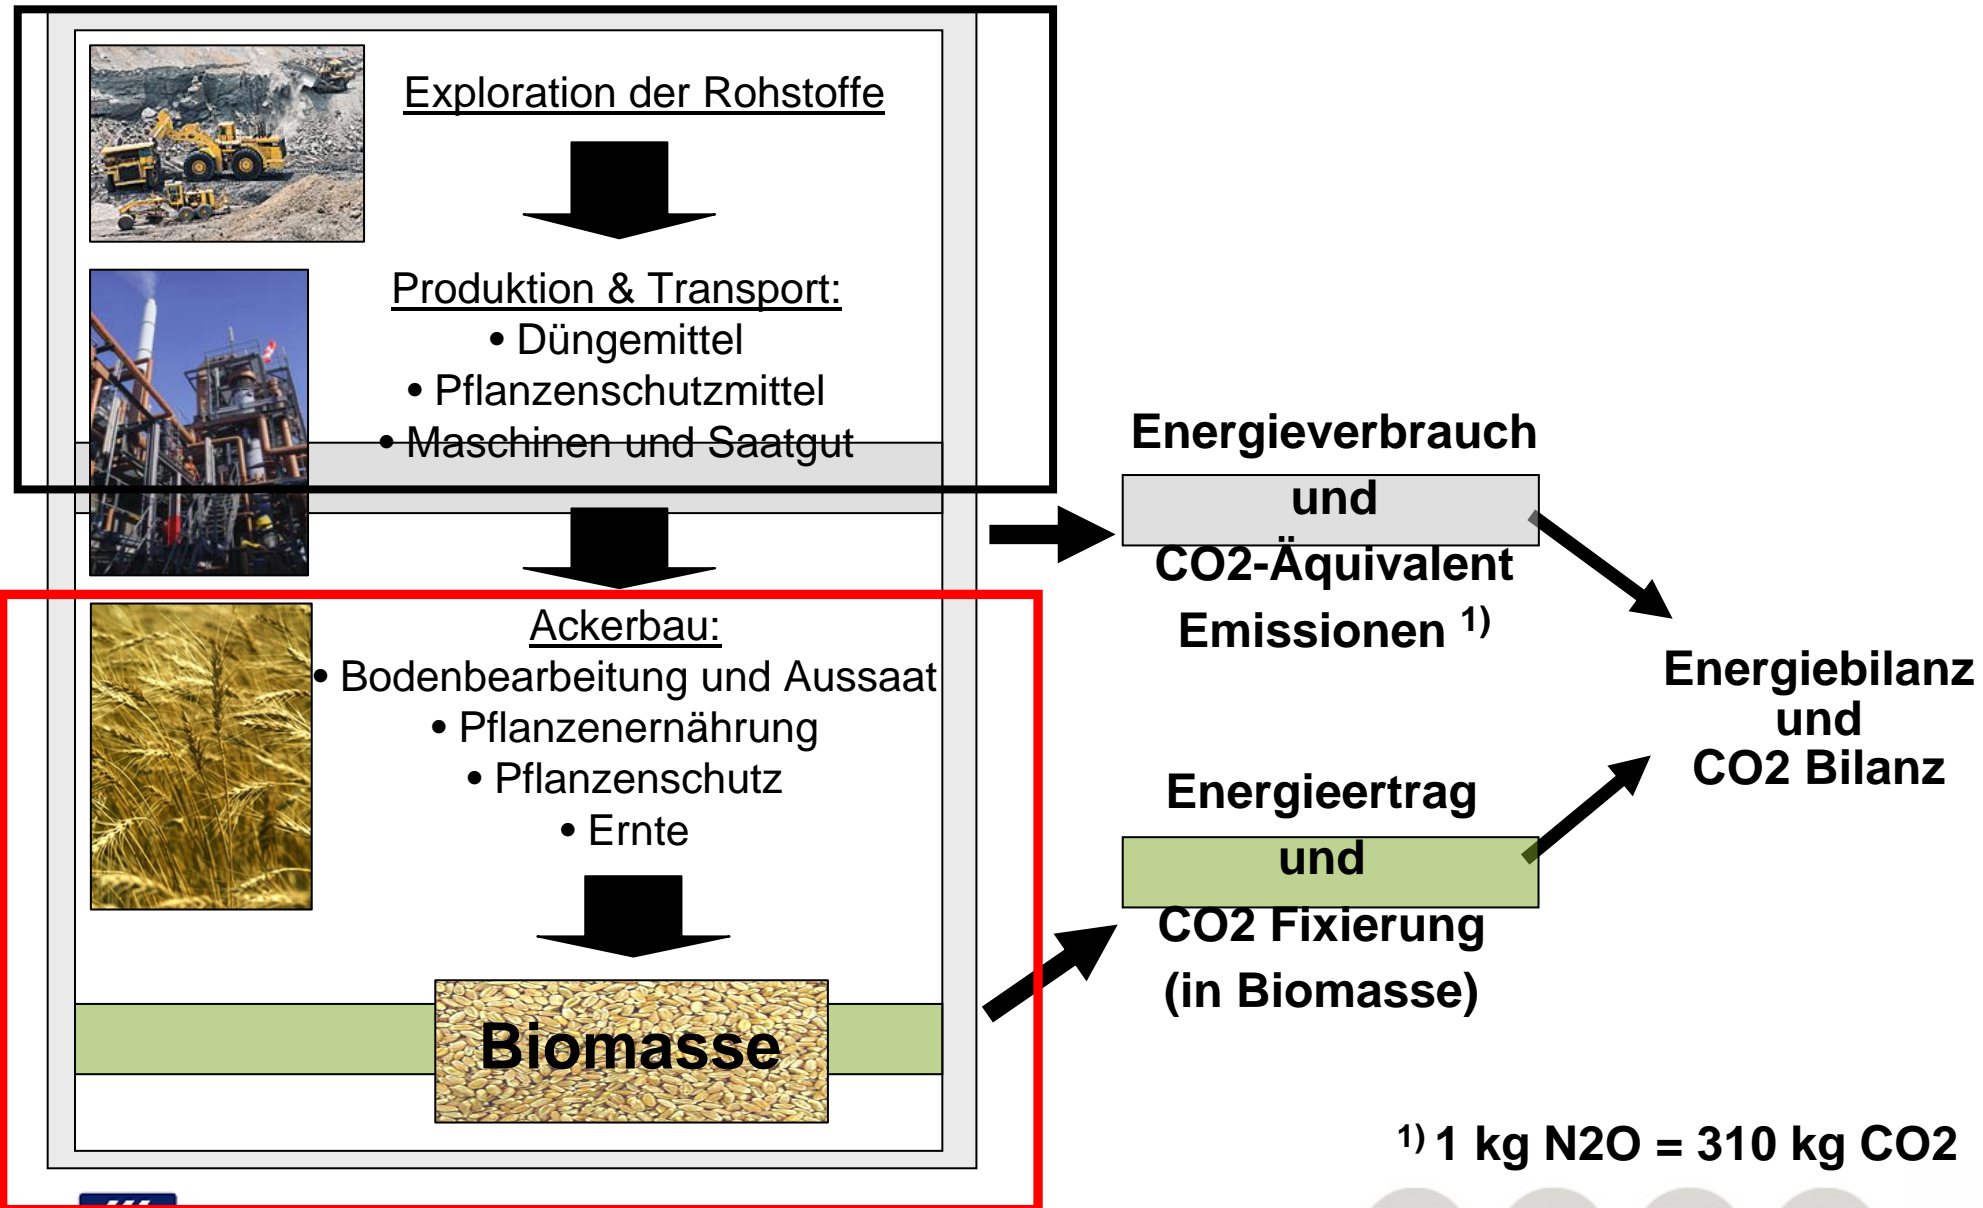 Exploration der Rohstoffe
Produktion & Transport:
• Düngemittel
• Pflanzenschutzmittel
• Maschinen und Saatgut
Ackerbau:
• Bodenbearbeitung und Aussaat
• Pflanzenernährung
• Pflanzenschutz
• Ernte
Biomasse
Energieverbrauch
und
CO2-Äquivalent
Emissionen 1)
Energieertrag
und
CO2 Fixierung
(in Biomasse)
Energiebilanz
und
CO2 Bilanz
1) 1 kg N2O = 310 kg CO2